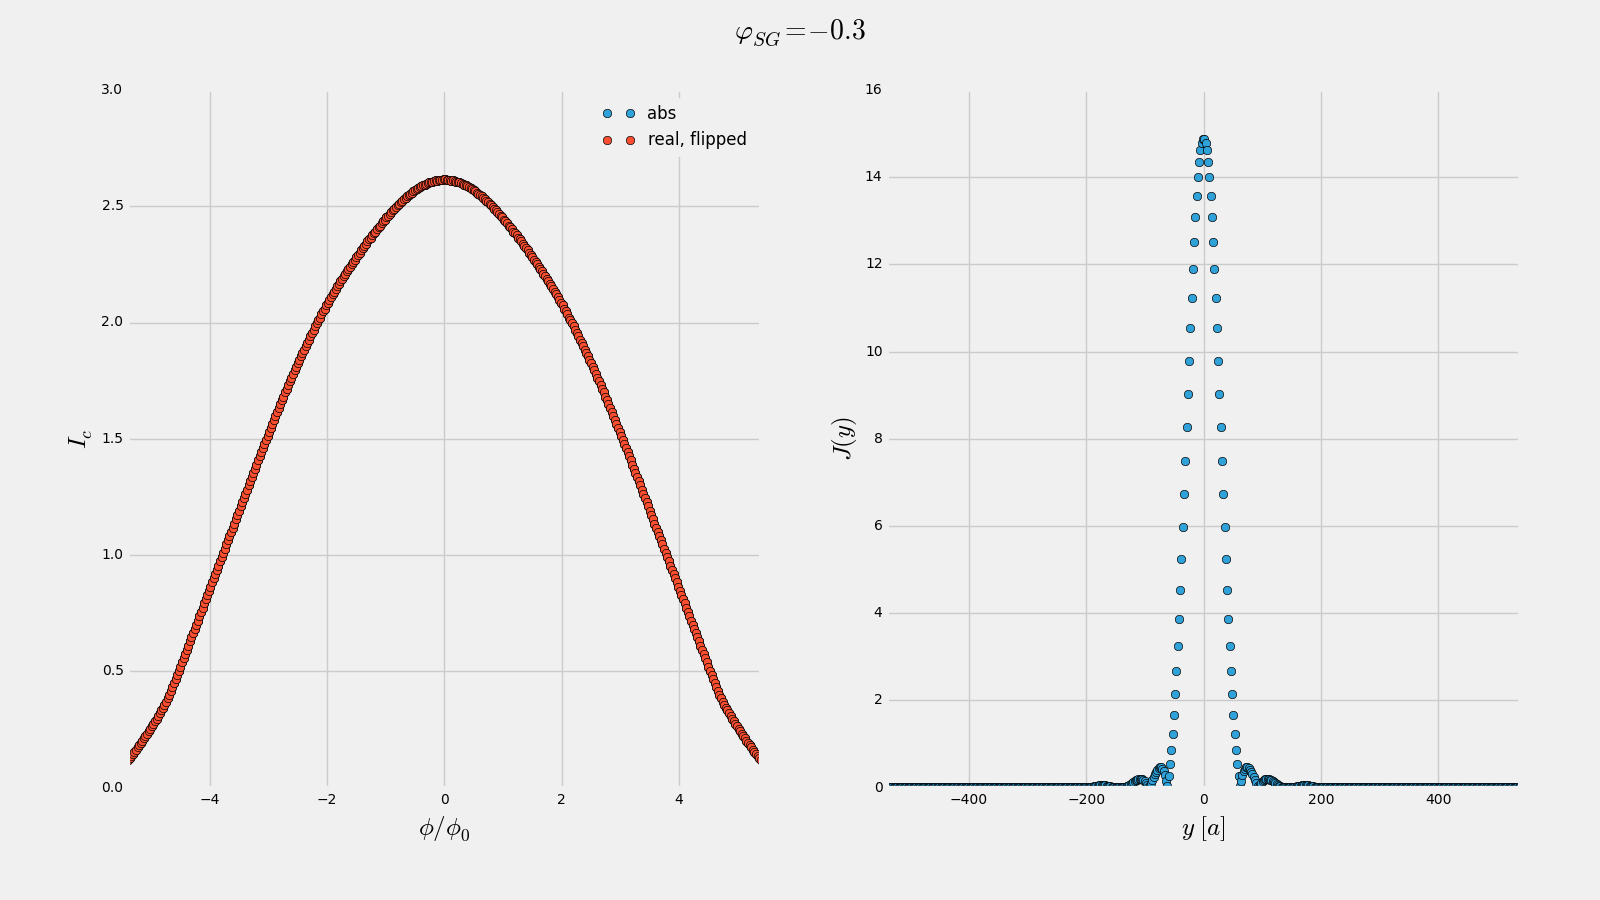 φ_SG = −0.3
3.0
2.5
2.0
1.5
1.0
0.5
0.0
I_c
−4 −2 0 2 4
ϕ/ϕ_0
abs
real, flipped
16
14
12
10
8
6
4
2
0
J(y)
−400 −200 0 200 400
y [a]